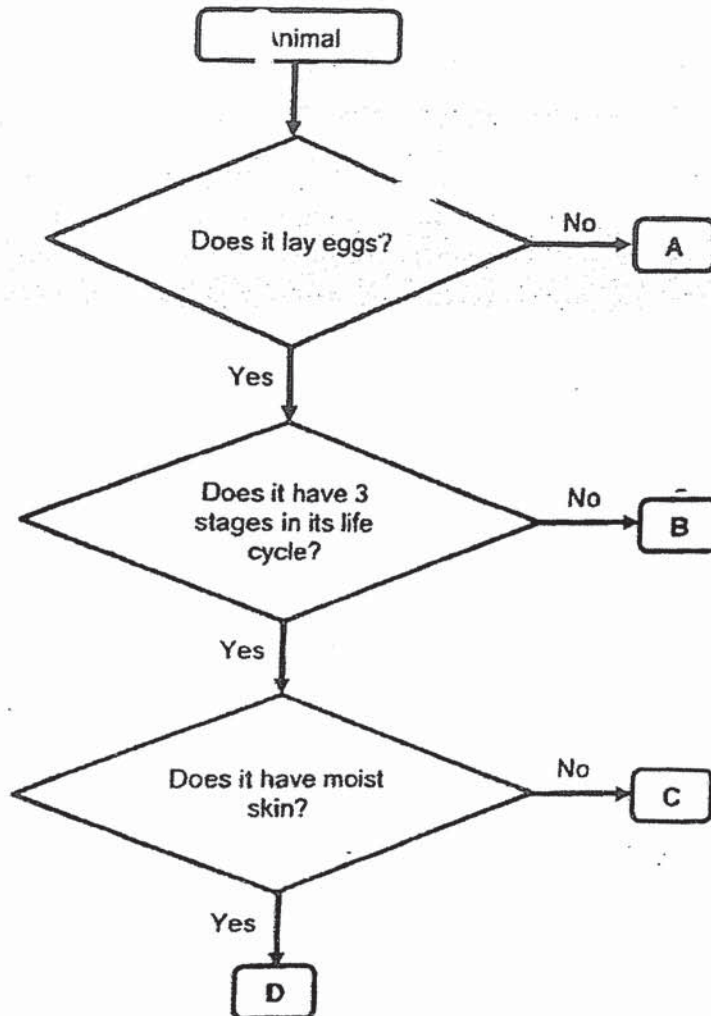 Animal
Does it lay eggs?
No
A
Yes
Does it have 3
stages in its life
cycle?
No
B
Yes
Does it have moist
skin?
No
C
Yes
D